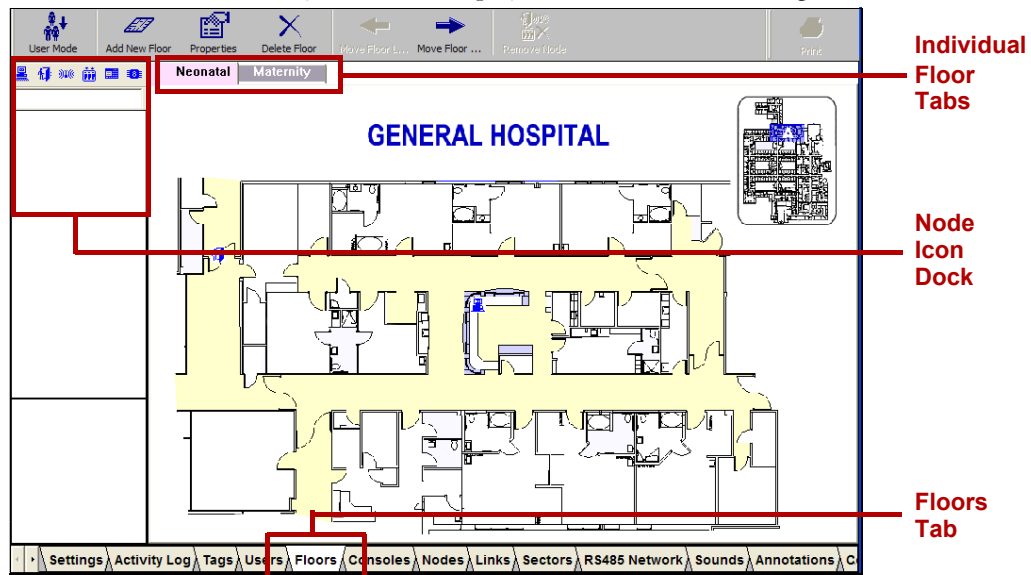 User Mode
Add New Floor
Properties
Delete Floor
Move Floor L...
Move Floor ...
Remove Node
Print
Individual
Floor
Tabs
Neonatal
Maternity
GENERAL HOSPITAL
Node
Icon
Dock
Floors
Tab
Settings Activity Log Tags Users Floors Consoles Nodes Links Sectors RS485 Network Sounds Annotations